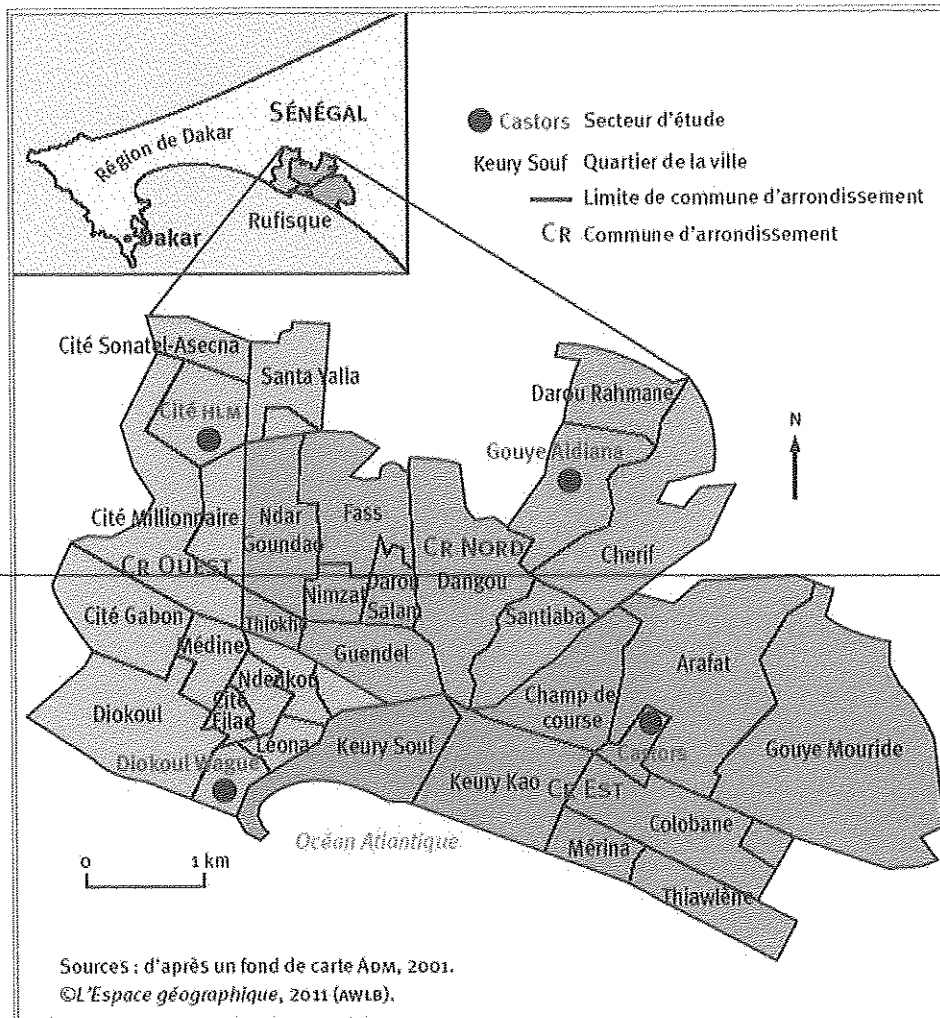 SÉNÉGAL
Région de Dakar
Rufisque
Dakar
Castors Secteur d'étude
Keury Souf Quartier de la ville
Limite de commune d'arrondissement
CR Commune d'arrondissement
Cité Sonatel-Asecna
Santa Yalla
Cité HLM
Darou Rahmane
Gouye Aldiana
N
Cité Millionnaire
Ndar
Goundao
Fass
CR NORD
Cherif
CR OUEST
Nimzat
Darou
Salam
Dangou
Santiaba
Cité Gabon
Thiokho
Médine
Guendel
Arafat
Ndenkou
Champ de
course
Diokoul
Cité
Filao
Léona
Keury Souf
Castors
Gouye Mouride
Diokoul Wague
Keury Kao
CR EST
Colobane
Océan Atlantique
Mérina
0 1 km
Thiawlène
Sources : d'après un fond de carte ADM, 2001.
©L'Espace géographique, 2011 (AWLB).